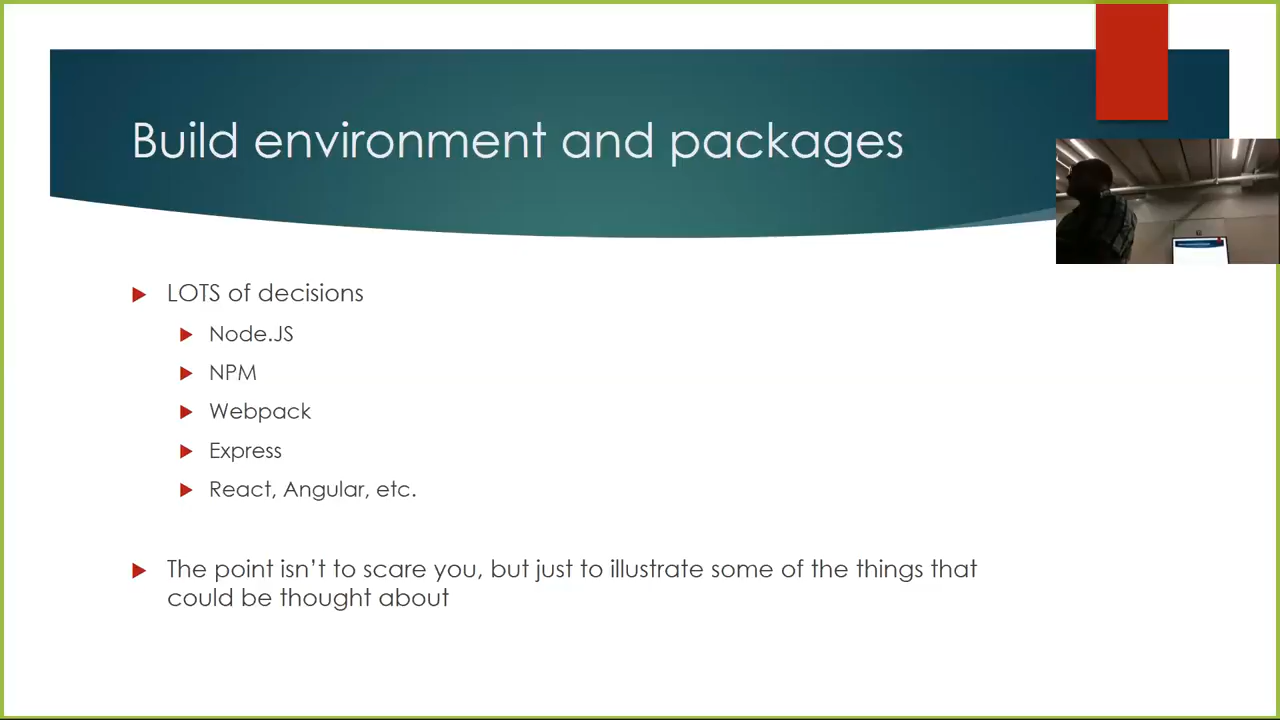 Build environment and packages
LOTS of decisions
Node.JS
NPM
Webpack
Express
React, Angular, etc.
The point isn't to scare you, but just to illustrate some of the things that
could be thought about